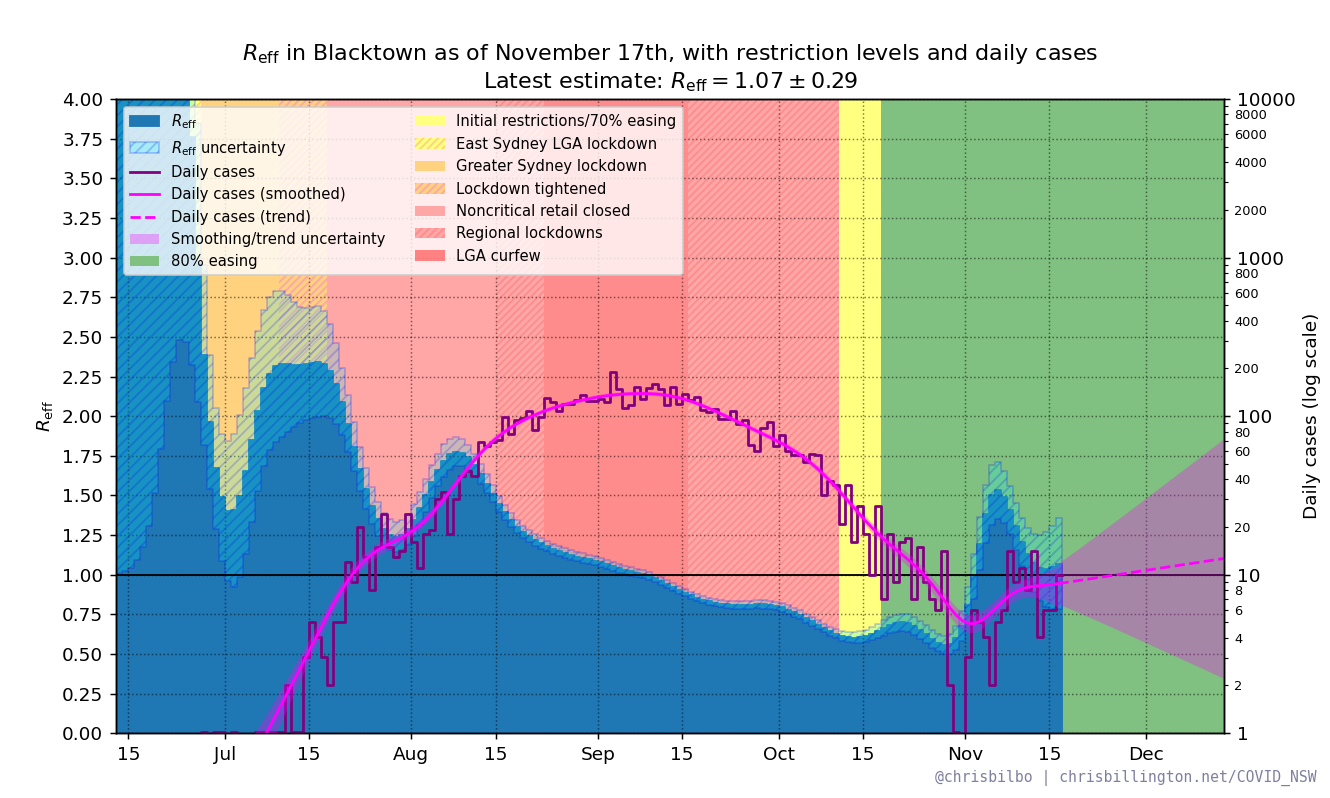 Reff in Blacktown as of November 17th, with restriction levels and daily cases
Latest estimate: Reff = 1.07 ± 0.29
Reff
Reff uncertainty
Daily cases
Daily cases (smoothed)
Daily cases (trend)
Smoothing/trend uncertainty
80% easing
Initial restrictions/70% easing
East Sydney LGA lockdown
Greater Sydney lockdown
Lockdown tightened
Noncritical retail closed
Regional lockdowns
LGA curfew
Reff
4.00
3.75
3.50
3.25
3.00
2.75
2.50
2.25
2.00
1.75
1.50
1.25
1.00
0.75
0.50
0.25
0.00
10000
8000
6000
4000
2000
1000
800
600
400
200
100
80
60
40
20
10
8
6
4
2
1
Daily cases (log scale)
15 Jul 15 Aug 15 Sep 15 Oct 15 Nov 15 Dec
@chrisbilbo | chrisbillington.net/COVID_NSW